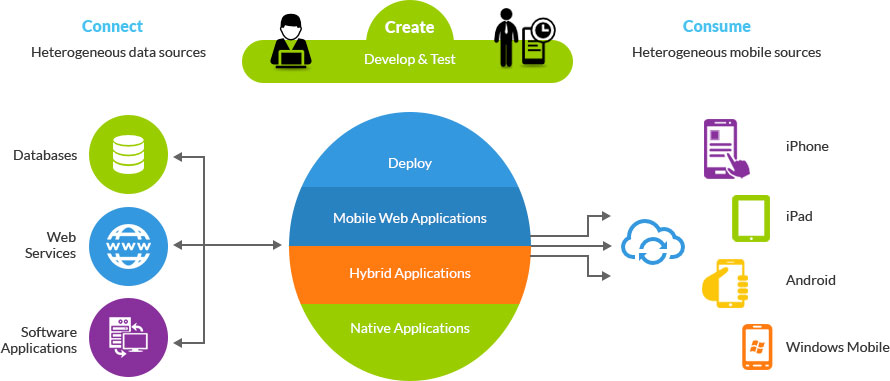 Connect
Heterogeneous data sources
Create
Develop & Test
Consume
Heterogeneous mobile sources
Databases
WWW
Web
Services
Software
Applications
Deploy
Mobile Web Applications
Hybrid Applications
Native Applications
iPhone
iPad
Android
Windows Mobile